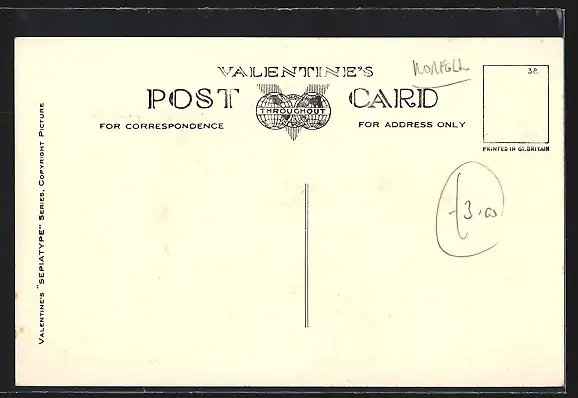 VALENTINE'S
NORFOLK
38
POST CARD
THROUGHOUT
FOR CORRESPONDENCE
FOR ADDRESS ONLY
PRINTED IN GT. BRITAIN
£3.00
VALENTINE'S "SEPIATYPE" SERIES, COPYRIGHT PICTURE